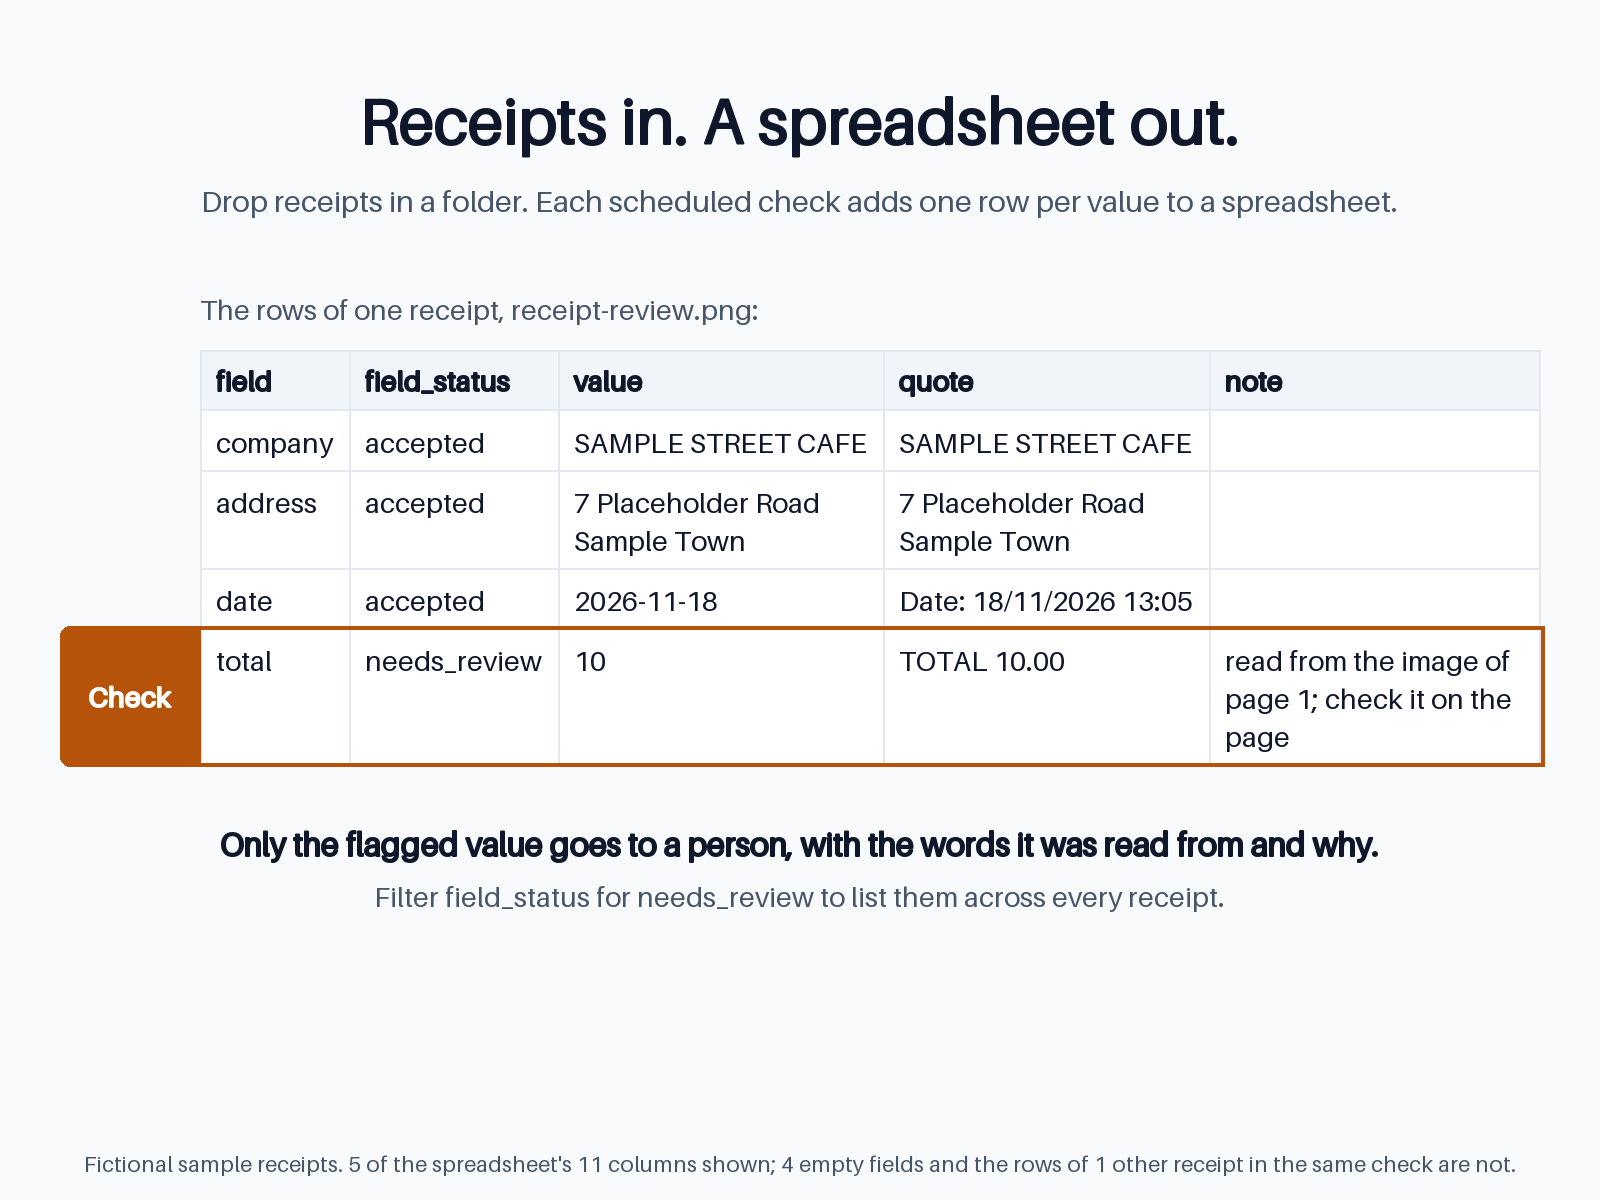 Receipts in. A spreadsheet out.
Drop receipts in a folder. Each scheduled check adds one row per value to a spreadsheet.
The rows of one receipt, receipt-review.png:
field field_status value quote note
company accepted SAMPLE STREET CAFE SAMPLE STREET CAFE
address accepted 7 Placeholder Road 7 Placeholder Road
Sample Town Sample Town
date accepted 2026-11-18 Date: 18/11/2026 13:05
total needs_review 10 TOTAL 10.00 read from the image of
Check page 1; check it on the
page
Only the flagged value goes to a person, with the words it was read from and why.
Filter field_status for needs_review to list them across every receipt.
Fictional sample receipts. 5 of the spreadsheet's 11 columns shown; 4 empty fields and the rows of 1 other receipt in the same check are not.